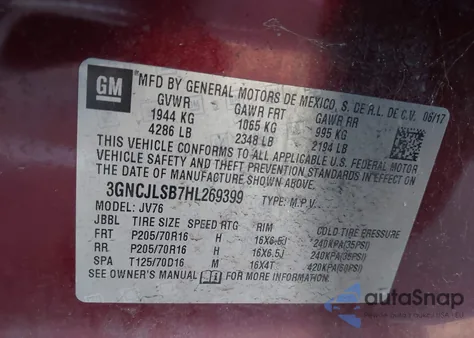 GM
MFD BY GENERAL MOTORS DE MEXICO, S. DE R.L. DE C.V. 06/17
GVWR GAWR FRT GAWR RR
1944 KG 1065 KG 995 KG
4286 LB 2348 LB 2194 LB
THIS VEHICLE CONFORMS TO ALL APPLICABLE U.S. FEDERAL MOTOR
VEHICLE SAFETY AND THEFT PREVENTION STANDARDS IN EFFECT ON
THE DATE OF MANUFACTURE SHOWN ABOVE.
3GNCJLSB7HL269399 TYPE: M.P.V.
MODEL: JV76
JBBL TIRE SIZE SPEED RTG RIM COLD TIRE PRESSURE
FRT P205/70R16 H 16X6.5J 240KPA(35PSI)
RR P205/70R16 H 16X6.5J 240KPA(35PSI)
SPA T125/70D16 M 16X4T 420KPA(60PSI)
SEE OWNER'S MANUAL FOR MORE INFORMATION
autoSnap